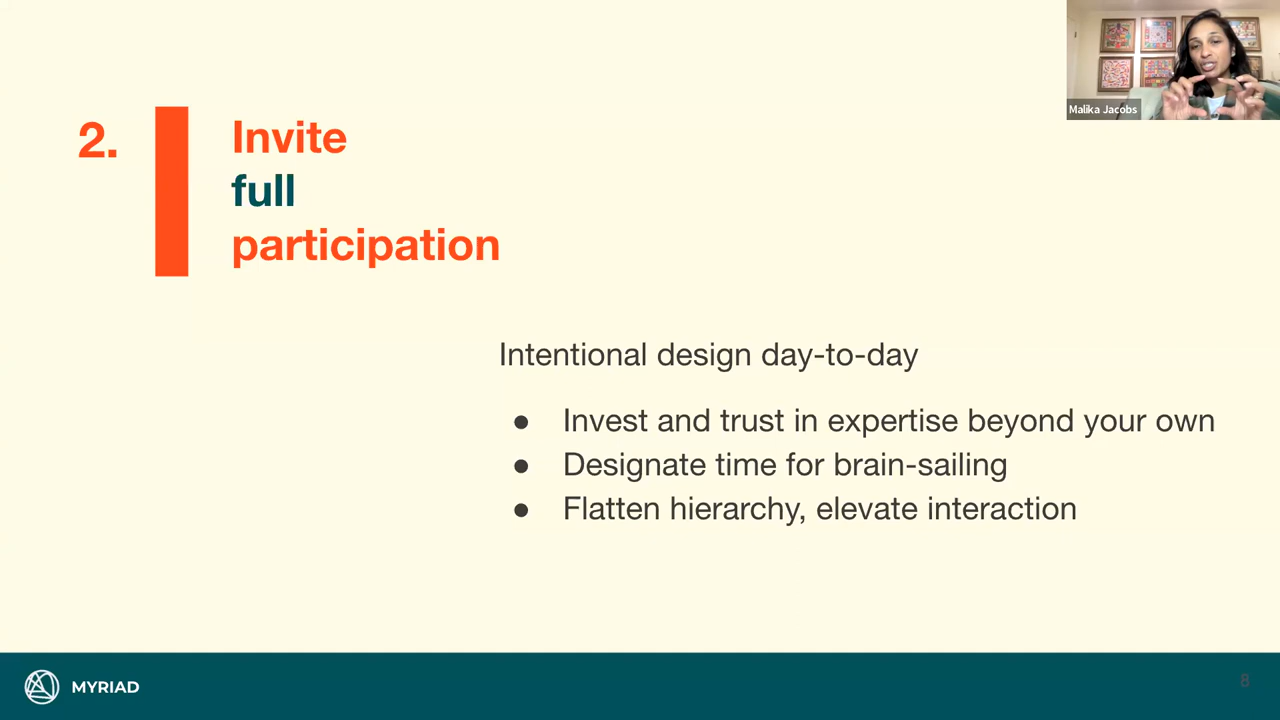 Malika Jacobs
2.
Invite
full
participation
Intentional design day-to-day
● Invest and trust in expertise beyond your own
● Designate time for brain-sailing
● Flatten hierarchy, elevate interaction
MYRIAD
8